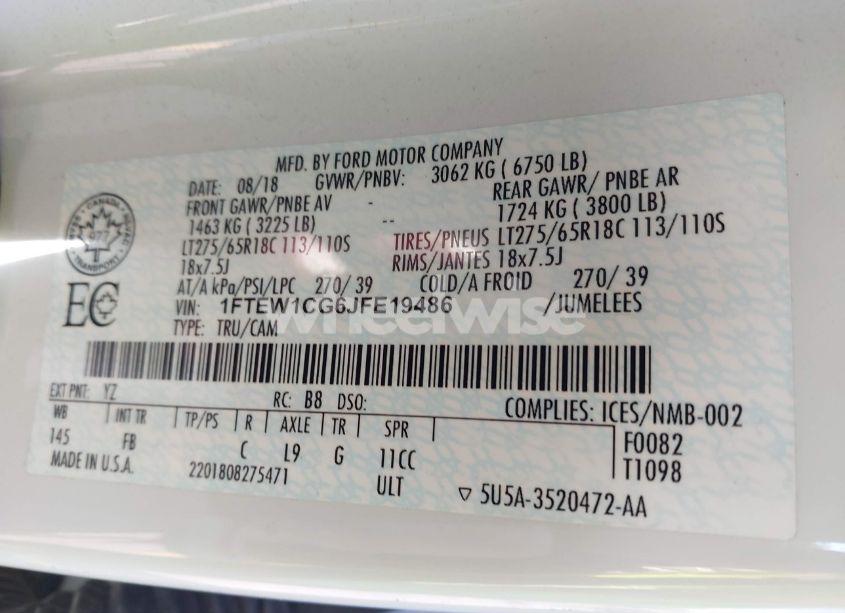 MFD. BY FORD MOTOR COMPANY
DATE: 08/18 GVWR/PNBV: 3062 KG ( 6750 LB)
FRONT GAWR/PNBE AV - REAR GAWR/ PNBE AR
1463 KG ( 3225 LB) -- 1724 KG ( 3800 LB)
LT275/65R18C 113/110S TIRES/PNEUS LT275/65R18C 113/110S
18x7.5J RIMS/JANTES 18x7.5J
AT/A kPa/PSI/LPC 270/ 39 COLD/A FROID 270/ 39
VIN: 1FTEW1CG6JFE19486 /JUMELEES
TYPE: TRU/CAM
wheelwise
CANADA
TRANSPORT
EC
EXT PNT: YZ RC: B8 DSO: COMPLIES: ICES/NMB-002
WB INT TR TP/PS R AXLE TR SPR F0082
145 FB C L9 G 11CC T1098
MADE IN U.S.A. 2201808275471 ULT ▽ 5U5A-3520472-AA